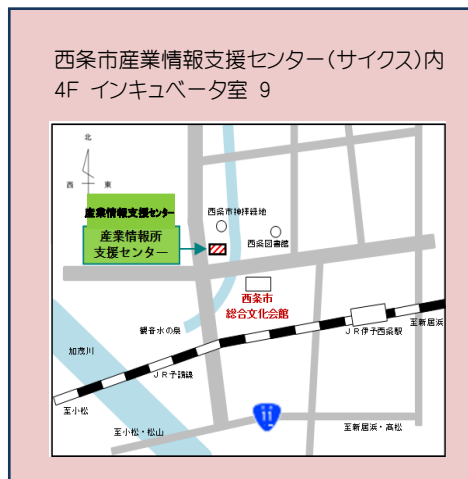 西条市産業情報支援センター(サイクス)内
4F インキュベータ室 9
北
西
東
産業情報支援センター
産業情報所
支援センター
西条市神拝緑地
西条図書館
西条市
総合文化会館
観音水の泉
加茂川
JR予讃線
JR伊予西条駅
至新居浜
至小松
11
至小松・松山
至新居浜・高松